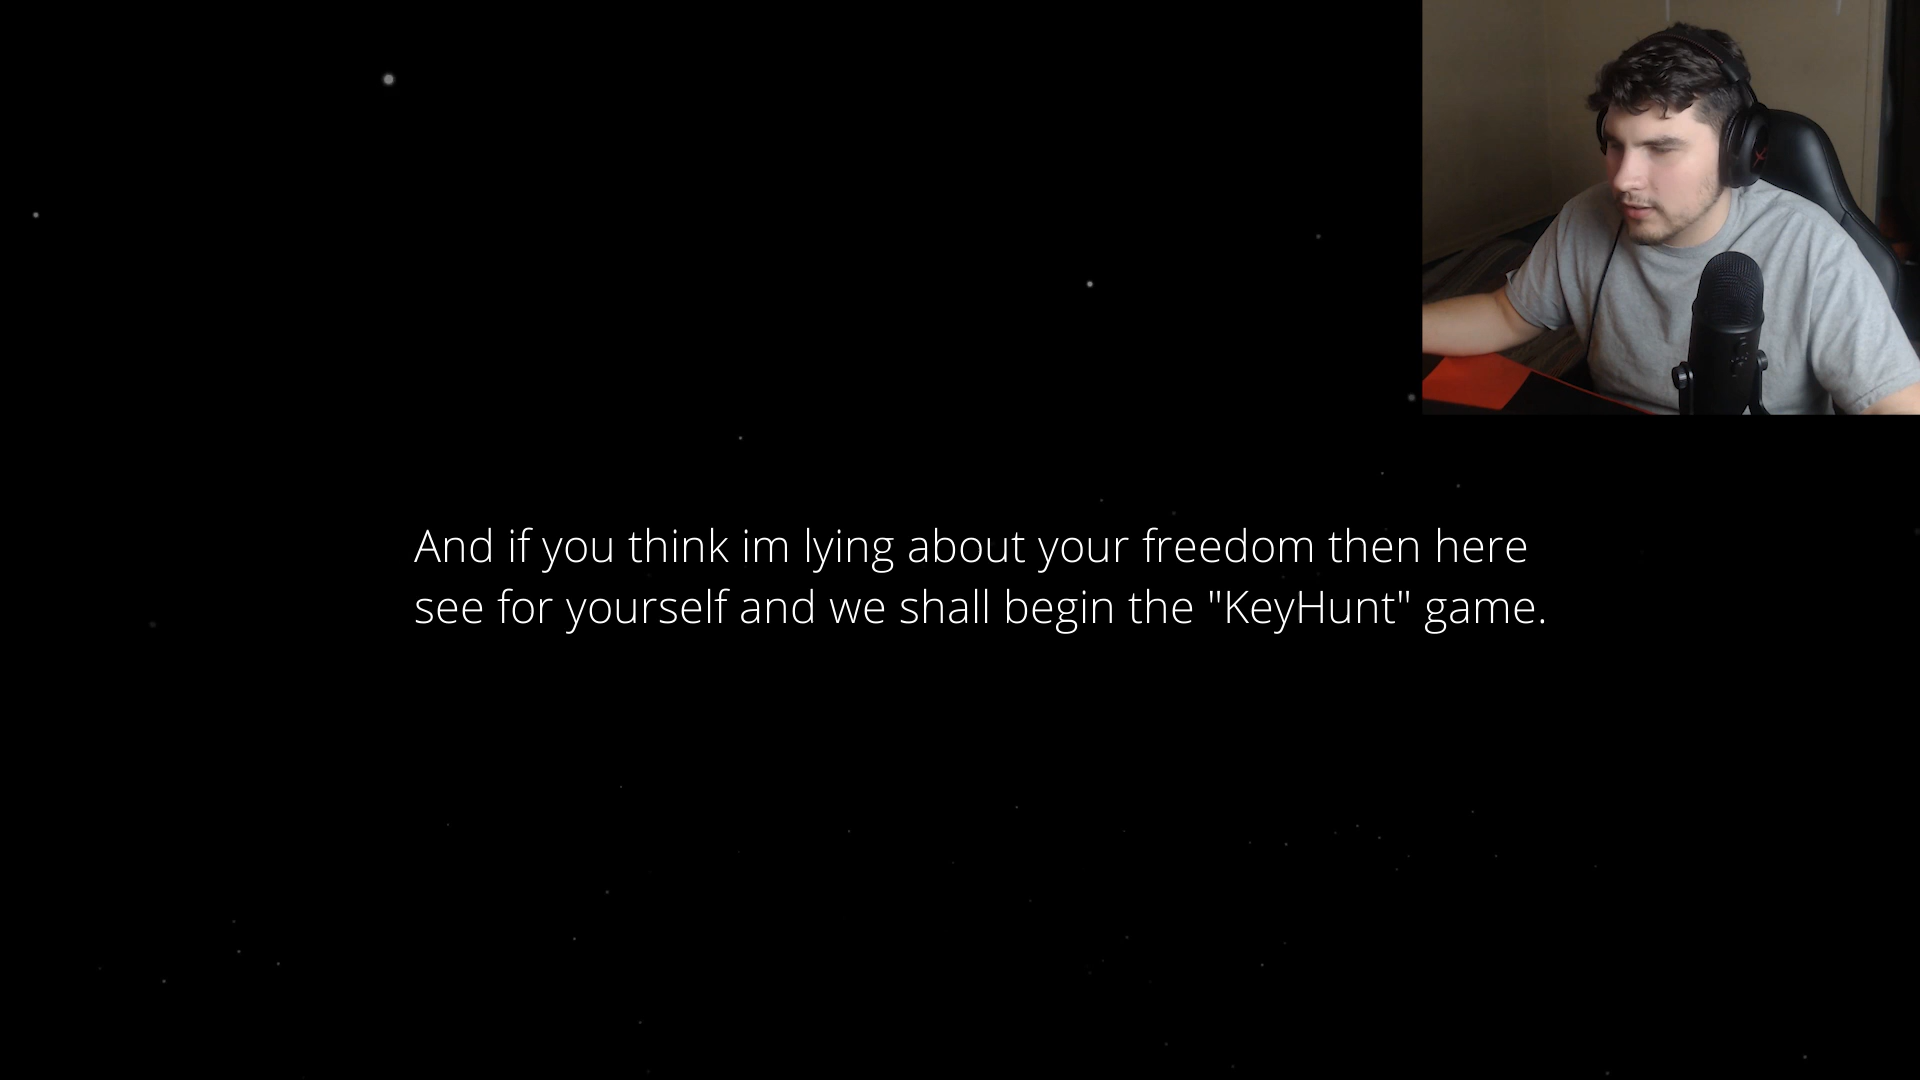 And if you think im lying about your freedom then here
see for yourself and we shall begin the "KeyHunt" game.